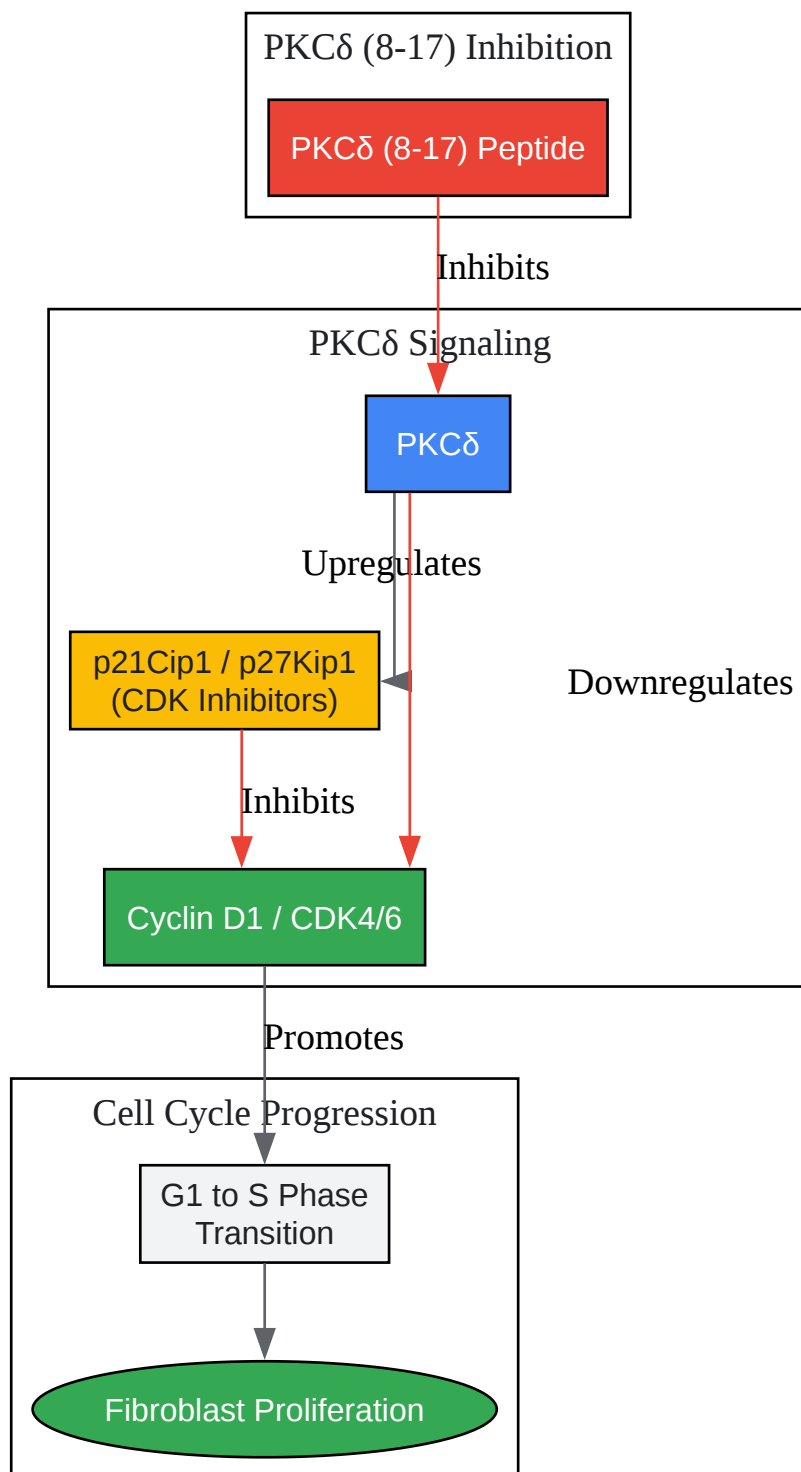 PKCδ (8-17) Inhibition
PKCδ (8-17) Peptide
Inhibits
PKCδ Signaling
PKCδ
Upregulates
p21Cip1 / p27Kip1
(CDK Inhibitors)
Downregulates
Inhibits
Cyclin D1 / CDK4/6
Promotes
Cell Cycle Progression
G1 to S Phase
Transition
Fibroblast Proliferation